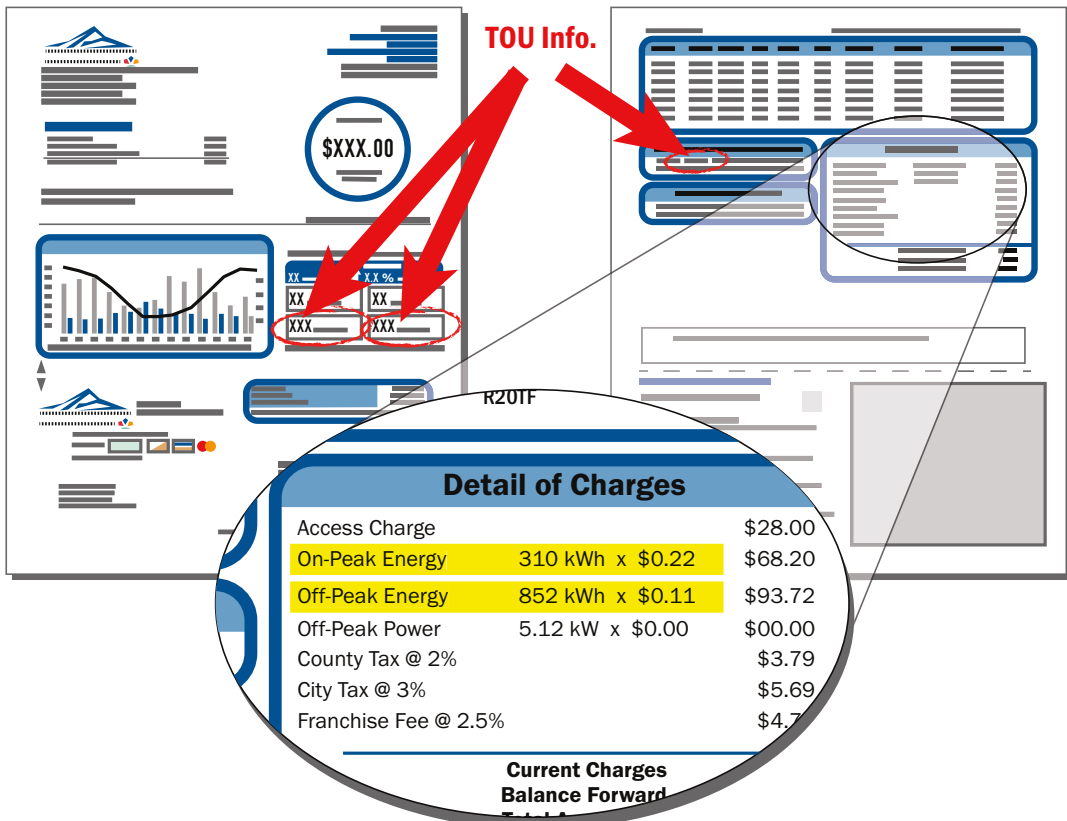 TOU Info.
$XXX.00
XX X.X %
XX XX
XXX XXX
R20TF
Detail of Charges
Access Charge $28.00
On-Peak Energy 310 kWh x $0.22 $68.20
Off-Peak Energy 852 kWh x $0.11 $93.72
Off-Peak Power 5.12 kW x $0.00 $00.00
County Tax @ 2% $3.79
City Tax @ 3% $5.69
Franchise Fee @ 2.5%
Current Charges
Balance Forward